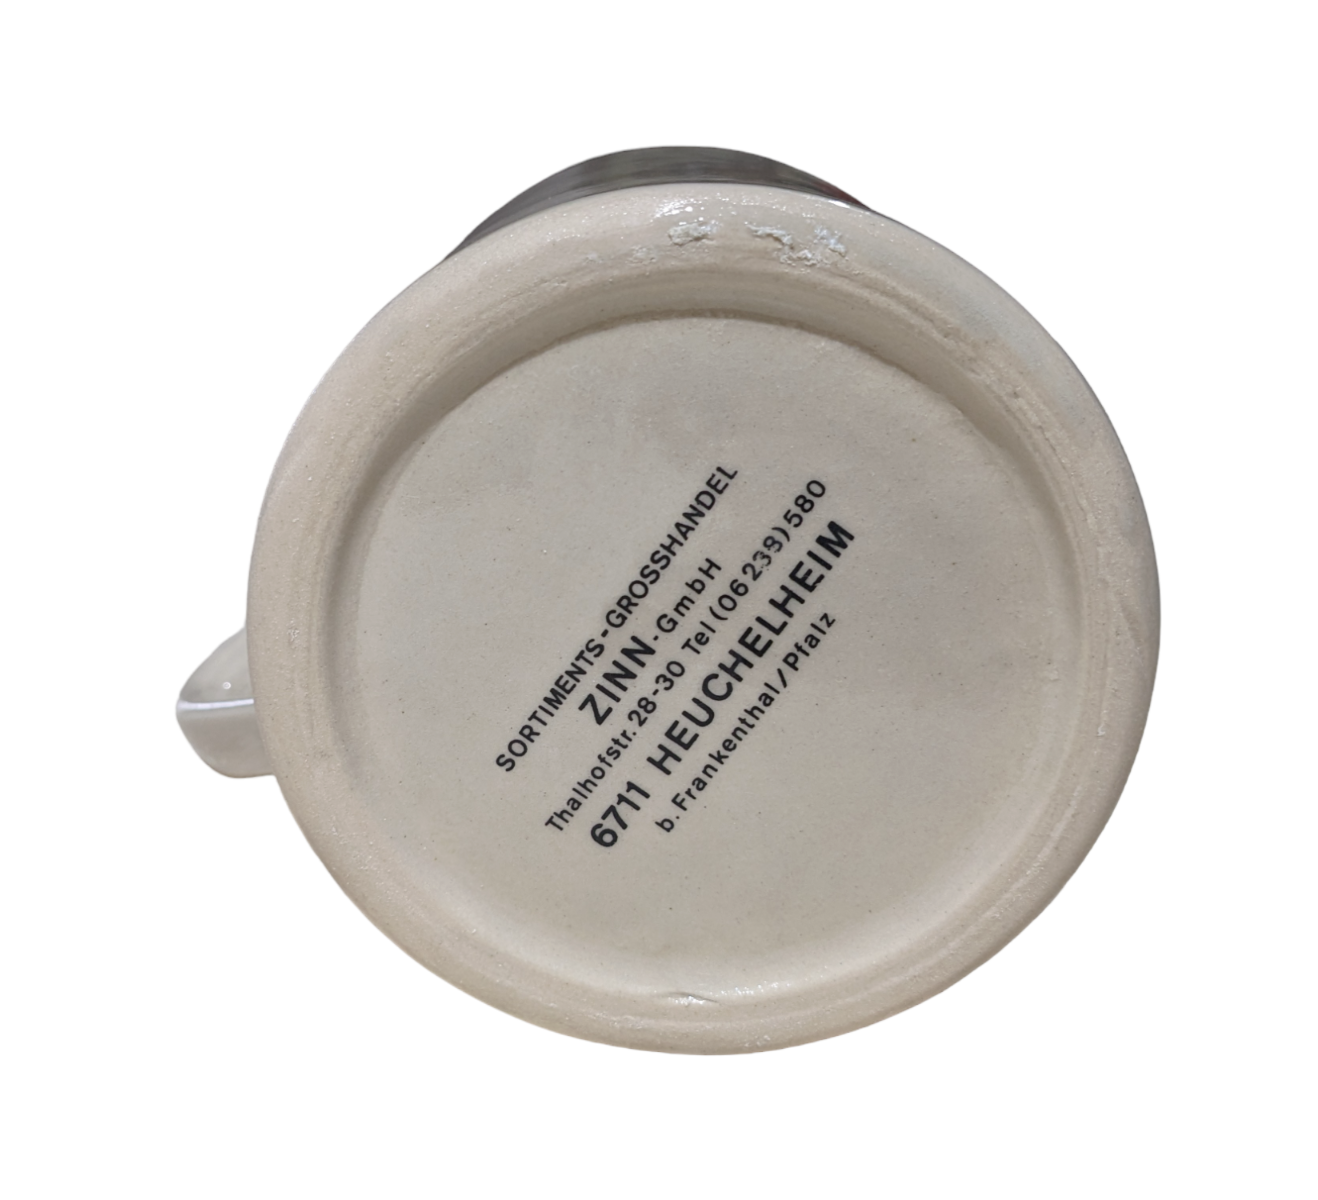 SORTIMENTS-GROSSHANDEL
ZINN. GmbH
Thalhofstr. 28-30 Tel (06238) 580
6711 HEUCHELHEIM
b. Frankenthal/Pfalz